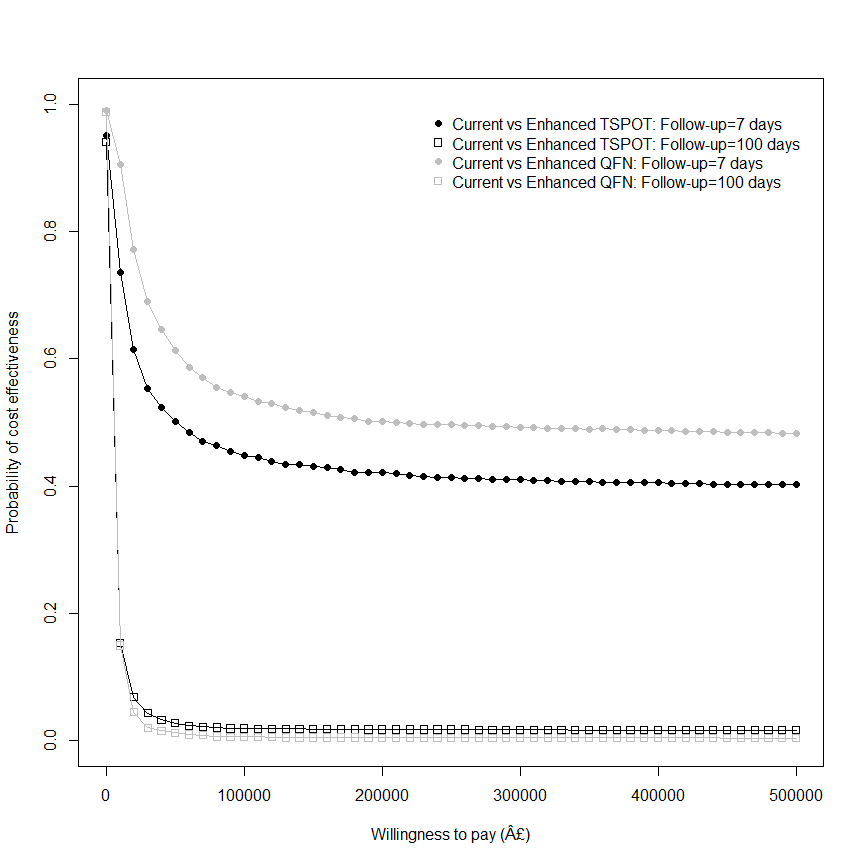 Current vs Enhanced TSPOT: Follow-up=7 days
Current vs Enhanced TSPOT: Follow-up=100 days
Current vs Enhanced QFN: Follow-up=7 days
Current vs Enhanced QFN: Follow-up=100 days
Probability of cost effectiveness
1.0
0.8
0.6
0.4
0.2
0.0
0 100000 200000 300000 400000 500000
Willingness to pay (Â£)